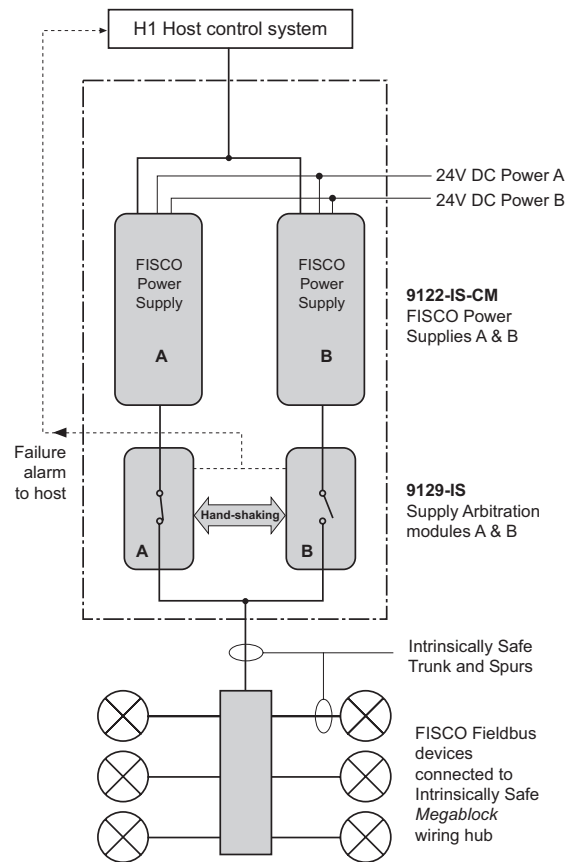 H1 Host control system
24V DC Power A
24V DC Power B
FISCO
Power
Supply
A
FISCO
Power
Supply
B
9122-IS-CM
FISCO Power
Supplies A & B
Failure
alarm
to host
A
Hand-shaking
B
9129-IS
Supply Arbitration
modules A & B
Intrinsically Safe
Trunk and Spurs
FISCO Fieldbus
devices
connected to
Intrinsically Safe
Megablock
wiring hub